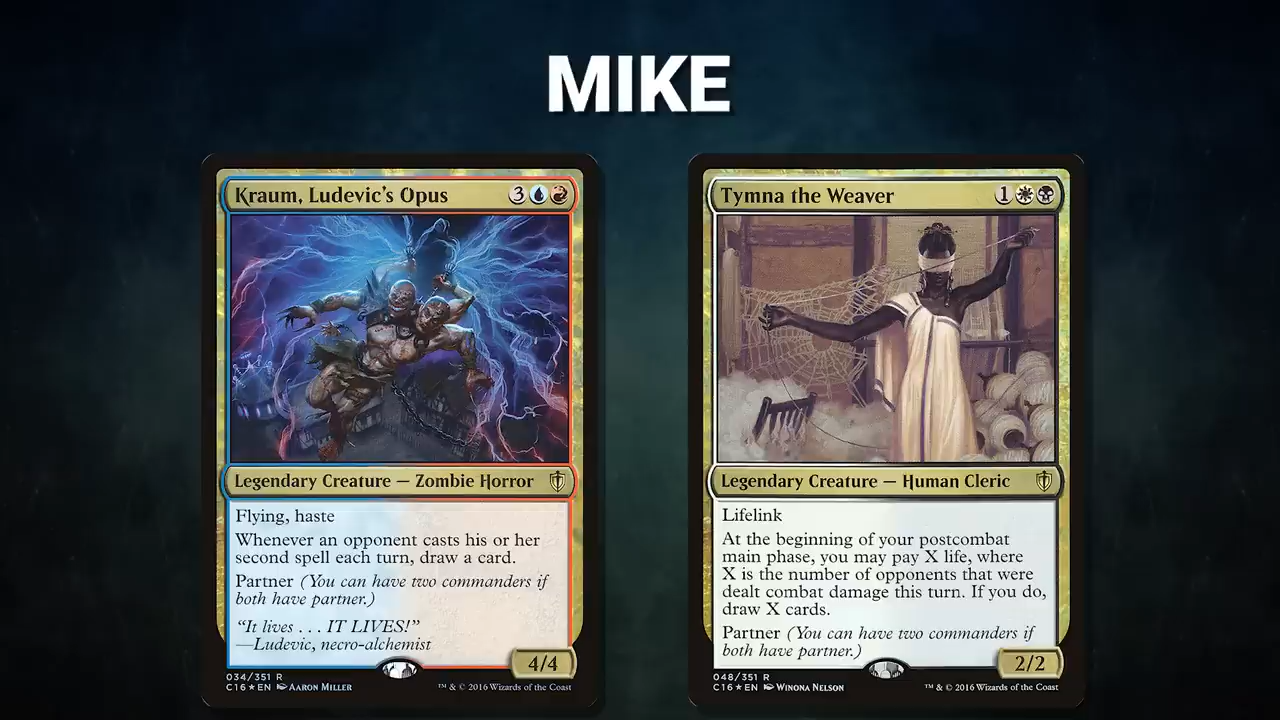 MIKE
Kraum, Ludevic's Opus 3
Legendary Creature — Zombie Horror
Flying, haste
Whenever an opponent casts his or her
second spell each turn, draw a card.
Partner (You can have two commanders if
both have partner.)
"It lives . . . IT LIVES!"
—Ludevic, necro-alchemist
4/4
034/351 R
C16★EN Aaron Miller
™ & © 2016 Wizards of the Coast
Tymna the Weaver 1
Legendary Creature — Human Cleric
Lifelink
At the beginning of your postcombat
main phase, you may pay X life, where
X is the number of opponents that were
dealt combat damage this turn. If you do,
draw X cards.
Partner (You can have two commanders if
both have partner.)
2/2
048/351 R
C16★EN Winona Nelson
™ & © 2016 Wizards of the Coast